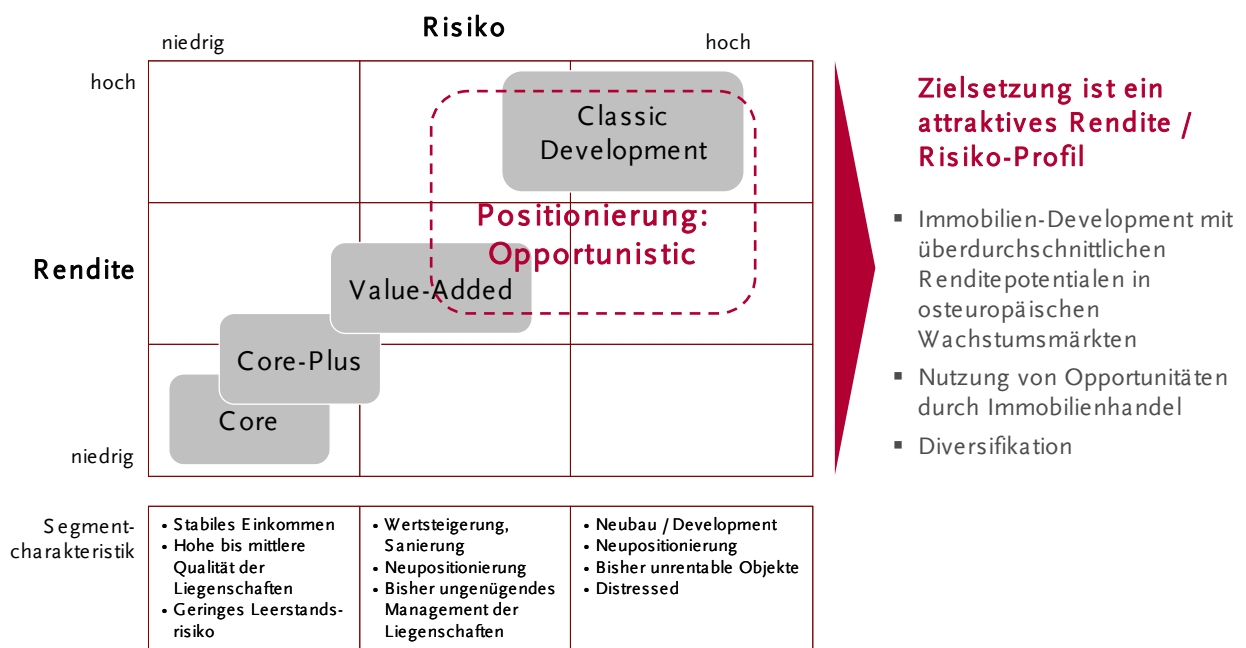 Risiko
niedrig
hoch
hoch
Classic
Development
Positionierung:
Opportunistic
Rendite
Value-Added
Core-Plus
Core
niedrig
Zielsetzung ist ein
attraktives Rendite /
Risiko-Profil
▪ Immobilien-Development mit
überdurchschnittlichen
Renditepotentialen in
osteuropäischen
Wachstumsmärkten
▪ Nutzung von Opportunitäten
durch Immobilienhandel
▪ Diversifikation
Segment-
charakteristik
• Stabiles Einkommen
• Hohe bis mittlere
Qualität der
Liegenschaften
• Geringes Leerstands-
risiko
• Wertsteigerung,
Sanierung
• Neupositionierung
• Bisher ungenügendes
Management der
Liegenschaften
• Neubau / Development
• Neupositionierung
• Bisher unrentable Objekte
• Distressed